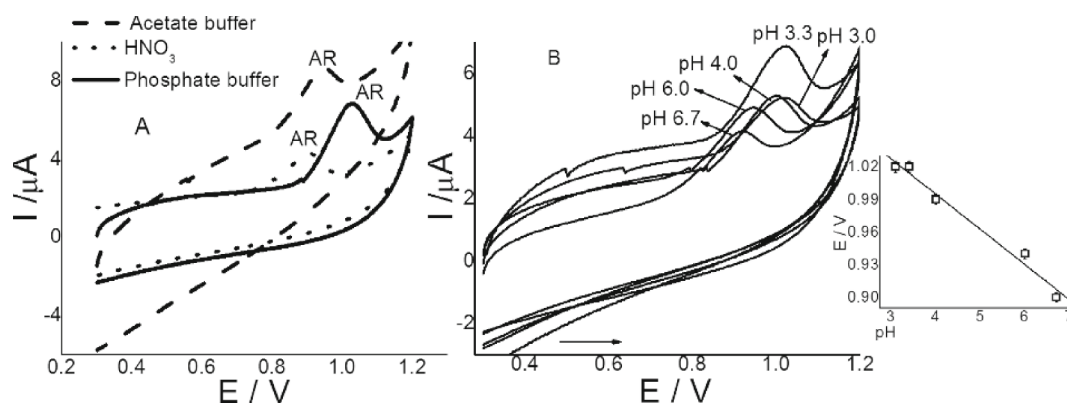 Acetate buffer
HNO₃
Phosphate buffer
A
AR
AR
AR
I /μA
8
4
0
-4
0.2 0.4 0.6 0.8 1.0 1.2
E / V
B
pH 3.3
pH 3.0
pH 4.0
pH 6.0
pH 6.7
I /μA
6
4
2
0
-2
0.4 0.6 0.8 1.0 1.2
E / V
E / V
1.02
0.99
0.96
0.93
0.90
3 4 6 7
pH